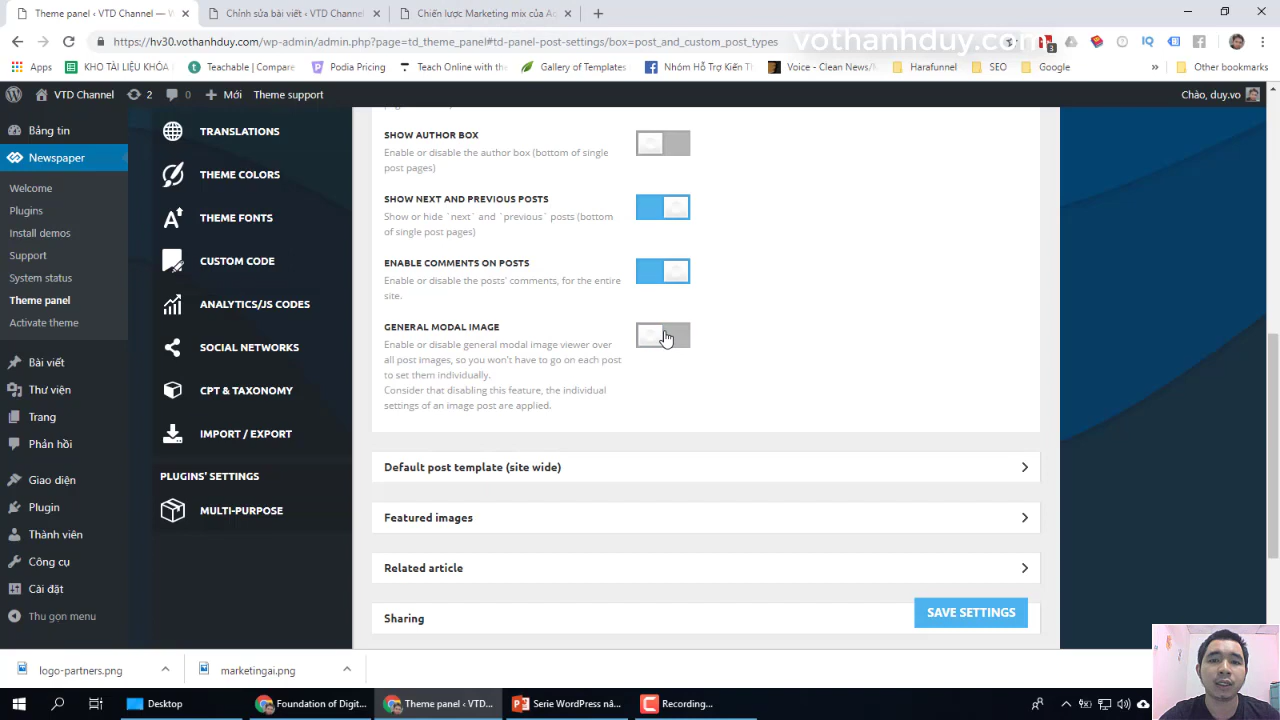 Theme panel ‹ VTD Channel —
Chỉnh sửa bài viết ‹ VTD Channel
Chiến lược Marketing mix của
https://hv30.vothanhduy.com/wp-admin/admin.php?page=td_theme_panel#td-panel-post-settings/box=post_and_custom_types
vothanhduy.com
3
Apps
KHO TÀI LIỆU KHÓA
Teachable | Compare
Podia Pricing
Teach Online with the
Gallery of Templates
Nhóm Hỗ Trợ Kiến T
Voice - Clean News/
Harafunnel
SEO
Google
Other bookmarks
VTD Channel
2
0
Mới
Theme support
Chào, duy.vo
Bảng tin
Newspaper
Welcome
Plugins
Install demos
Support
System status
Theme panel
Activate theme
Bài viết
Thư viện
Trang
Phản hồi
Giao diện
Plugin
Thành viên
Công cụ
Cài đặt
Thu gọn menu
TRANSLATIONS
THEME COLORS
THEME FONTS
CUSTOM CODE
ANALYTICS/JS CODES
SOCIAL NETWORKS
CPT & TAXONOMY
IMPORT / EXPORT
PLUGINS' SETTINGS
MULTI-PURPOSE
SHOW AUTHOR BOX
Enable or disable the author box (bottom of single
post pages)
SHOW NEXT AND PREVIOUS POSTS
Show or hide `next` and `previous` posts (bottom
of single post pages)
ENABLE COMMENTS ON POSTS
Enable or disable the posts' comments, for the entire
site.
GENERAL MODAL IMAGE
Enable or disable general modal image viewer over
all post images, so you won't have to go on each post
to set them individually.
Consider that disabling this feature, the individual
settings of an image post are applied.
Default post template (site wide)
Featured images
Related article
Sharing
SAVE SETTINGS
logo-partners.png
marketingai.png
Desktop
Foundation of Digit...
Theme panel ‹ VTD...
Serie WordPress nâ...
Recording...